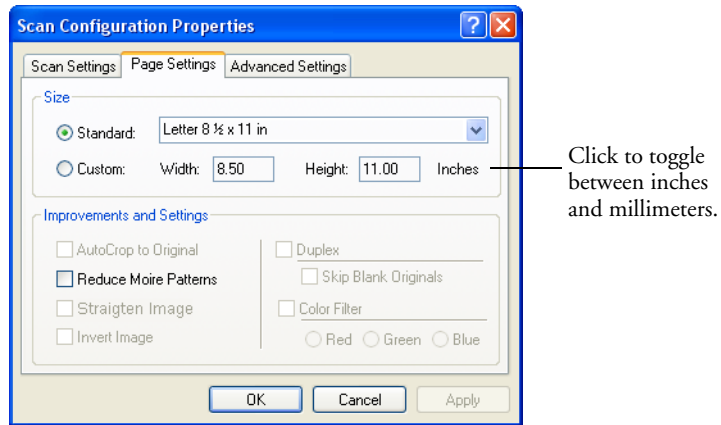 Scan Configuration Properties
Scan Settings Page Settings Advanced Settings
Size
Standard: Letter 8 ½ x 11 in
Custom: Width: 8.50 Height: 11.00 Inches
Click to toggle
between inches
and millimeters.
Improvements and Settings
AutoCrop to Original
Reduce Moire Patterns
Straigten Image
Invert Image
Duplex
Skip Blank Originals
Color Filter
Red Green Blue
OK Cancel Apply